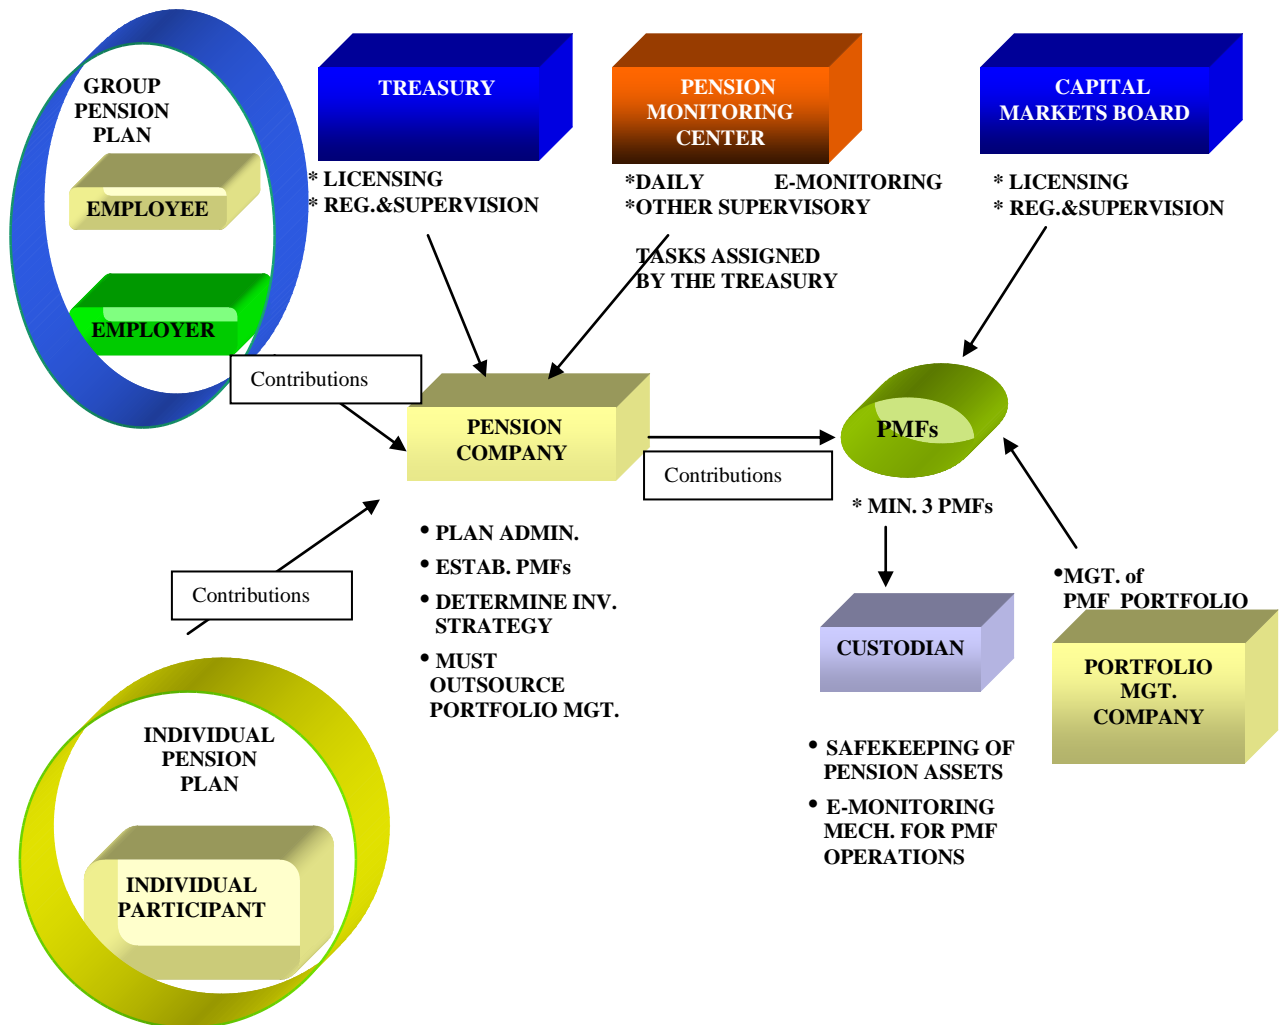 GROUP
PENSION
PLAN
EMPLOYEE
EMPLOYER
TREASURY
* LICENSING
* REG.&SUPERVISION
PENSION
MONITORING
CENTER
*DAILY E-MONITORING
*OTHER SUPERVISORY
TASKS ASSIGNED
BY THE TREASURY
CAPITAL
MARKETS BOARD
* LICENSING
* REG.&SUPERVISION
Contributions
PENSION
COMPANY
Contributions
PMFs
* MIN. 3 PMFs
• PLAN ADMIN.
• ESTAB. PMFs
• DETERMINE INV.
STRATEGY
• MUST
OUTSOURCE
PORTFOLIO MGT.
Contributions
INDIVIDUAL
PENSION
PLAN
INDIVIDUAL
PARTICIPANT
CUSTODIAN
• SAFEKEEPING OF
PENSION ASSETS
• E-MONITORING
MECH. FOR PMF
OPERATIONS
•MGT. of
PMF PORTFOLIO
PORTFOLIO
MGT.
COMPANY